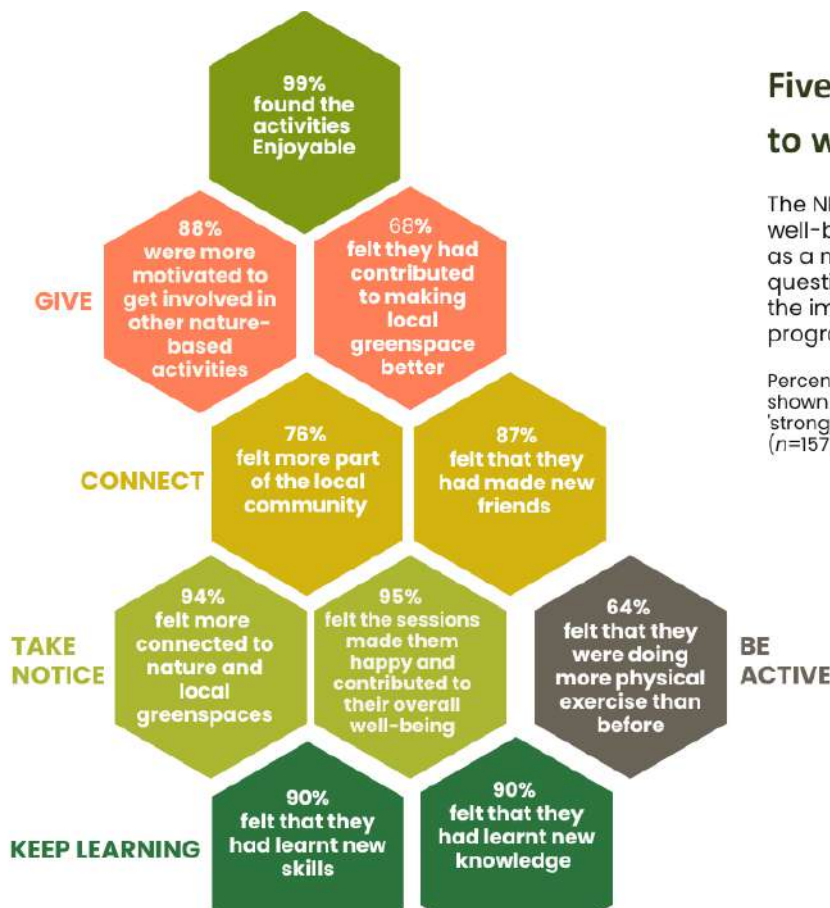 99%
found the
activities
Enjoyable
88%
were more
motivated to
get involved in
other nature-
based
activities
68%
felt they had
contributed
to making
local
greenspace
better
GIVE
76%
felt more part
of the local
community
87%
felt that they
had made new
friends
CONNECT
94%
felt more
connected to
nature and
local
greenspaces
95%
felt the sessions
made them
happy and
contributed to
their overall
well-being
TAKE
NOTICE
64%
felt that they
were doing
more physical
exercise than
before
BE
ACTIVE
90%
felt that they
had learnt new
skills
90%
felt that they
had learnt new
knowledge
KEEP LEARNING
Five
to w
The N
well-b
as a n
questi
the im
progr
Percen
shown
'strong
(n=157